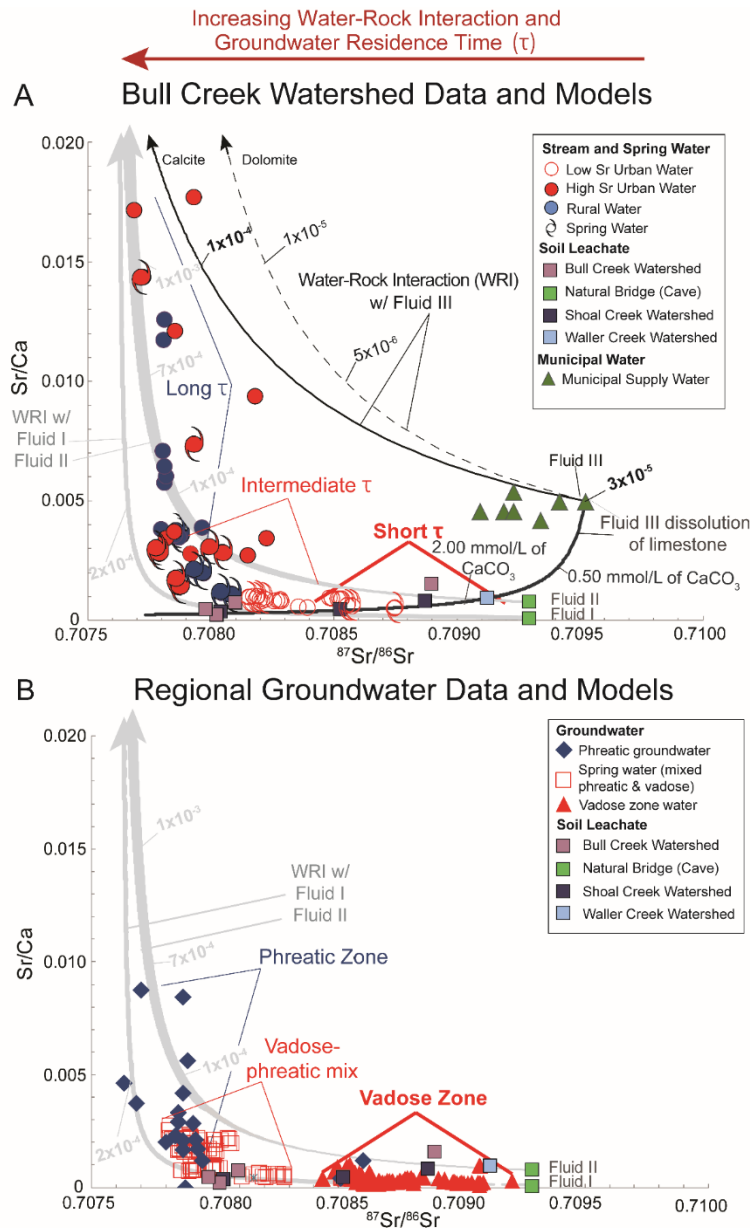 Increasing Water-Rock Interaction and
Groundwater Residence Time (τ)
A Bull Creek Watershed Data and Models
0.020
0.015
0.010
0.005
0
Sr/Ca
Calcite
Dolomite
1x10⁻⁴
1x10⁻⁵
1x10⁻³
Water-Rock Interaction (WRI)
w/ Fluid III
5x10⁻⁶
7x10⁻⁴
Long τ
WRI w/
Fluid I
Fluid II
1x10⁻⁴
Intermediate τ
Short τ
2x10⁻⁴
Fluid III
3x10⁻⁵
Fluid III dissolution
of limestone
2.00 mmol/L of
CaCO₃
0.50 mmol/L of CaCO₃
Fluid II
Fluid I
Stream and Spring Water
Low Sr Urban Water
High Sr Urban Water
Rural Water
Spring Water
Soil Leachate
Bull Creek Watershed
Natural Bridge (Cave)
Shoal Creek Watershed
Waller Creek Watershed
Municipal Water
Municipal Supply Water
0.7075 0.7080 0.7085 0.7090 0.7095 0.7100
⁸⁷Sr/⁸⁶Sr
B Regional Groundwater Data and Models
0.020
0.015
0.010
0.005
0
Sr/Ca
1x10⁻³
WRI w/
Fluid I
Fluid II
7x10⁻⁴
Phreatic Zone
1x10⁻⁴
Vadose-
phreatic mix
Vadose Zone
2x10⁻⁴
Fluid II
Fluid I
Groundwater
Phreatic groundwater
Spring water (mixed
phreatic & vadose)
Vadose zone water
Soil Leachate
Bull Creek Watershed
Natural Bridge (Cave)
Shoal Creek Watershed
Waller Creek Watershed
0.7075 0.7080 0.7085 0.7090 0.7095 0.7100
⁸⁷Sr/⁸⁶Sr